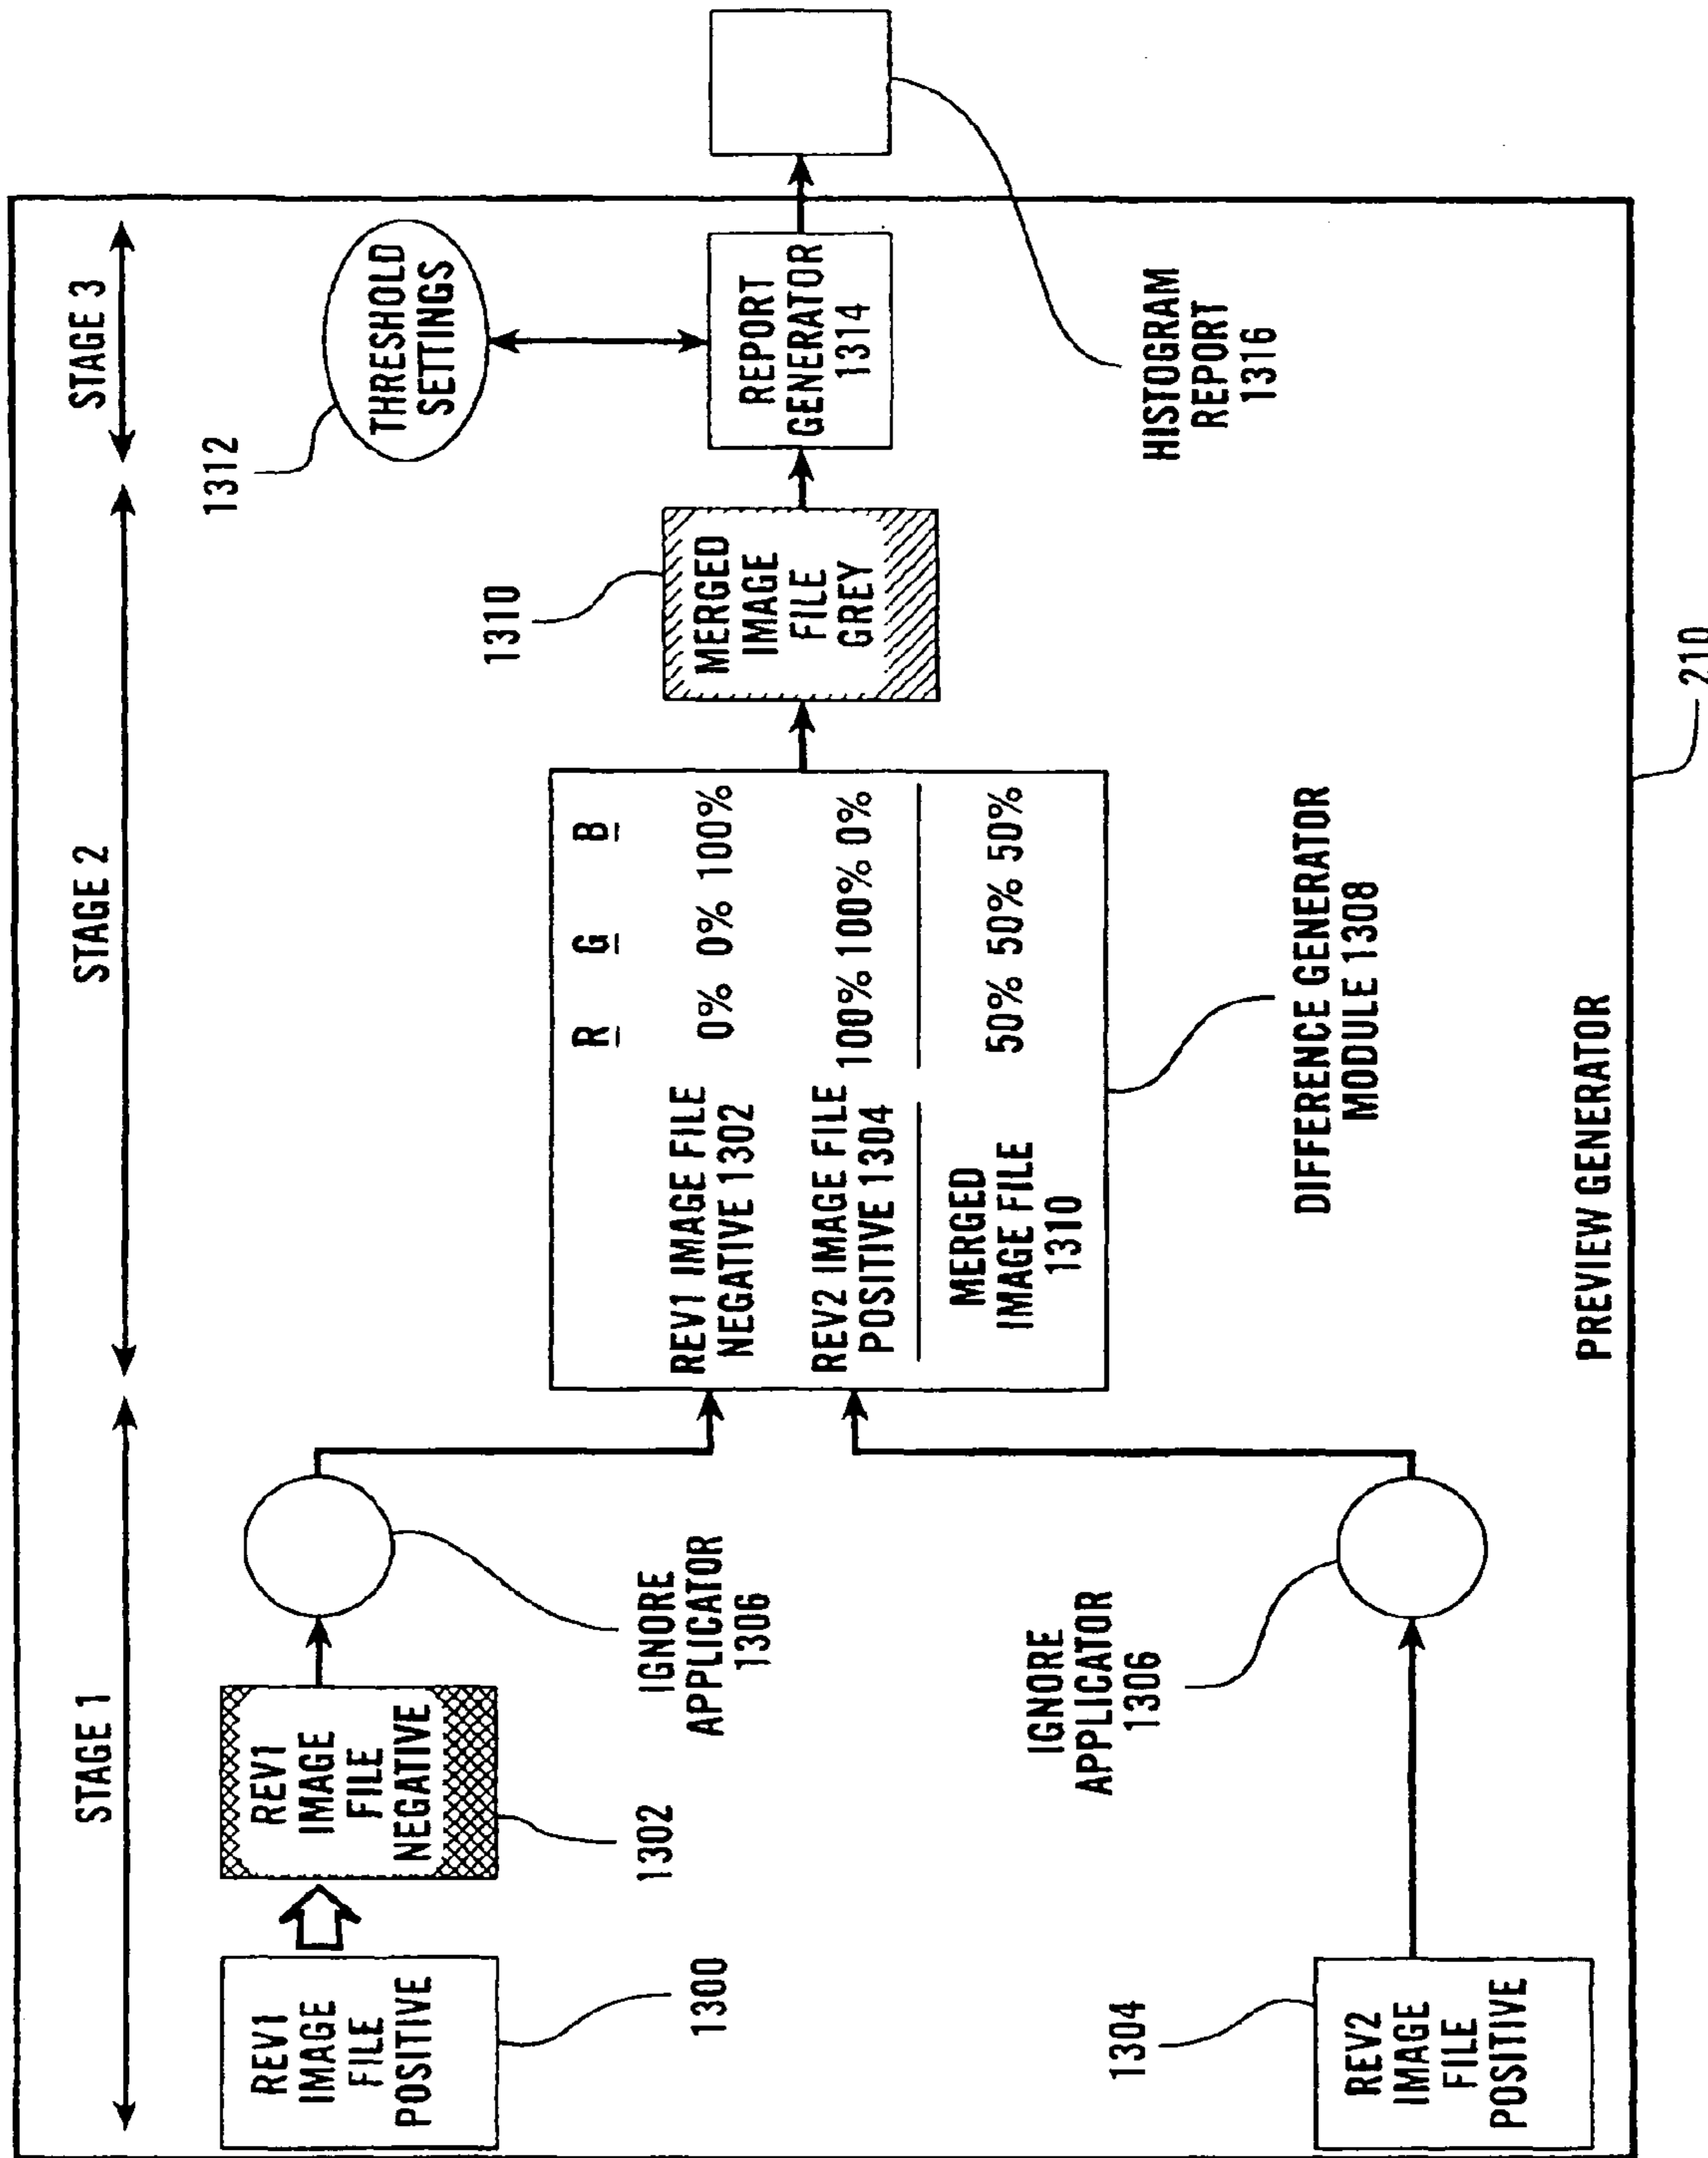 STAGE 1
STAGE 2
STAGE 3
REV1
IMAGE
FILE
POSITIVE
1300
REV1
IMAGE
FILE
NEGATIVE
1302
IGNORE
APPLICATOR
1306
1304
REV2
IMAGE
FILE
POSITIVE
IGNORE
APPLICATOR
1306
R G B
REV1 IMAGE FILE 0% 0% 100%
NEGATIVE 1302
REV2 IMAGE FILE 100% 100% 0%
POSITIVE 1304
MERGED
IMAGE FILE 50% 50% 50%
1310
DIFFERENCE GENERATOR
MODULE 1308
1310
MERGED
IMAGE
FILE
GREY
1312
THRESHOLD
SETTINGS
REPORT
GENERATOR
1314
HISTOGRAM
REPORT
1316
PREVIEW GENERATOR
210